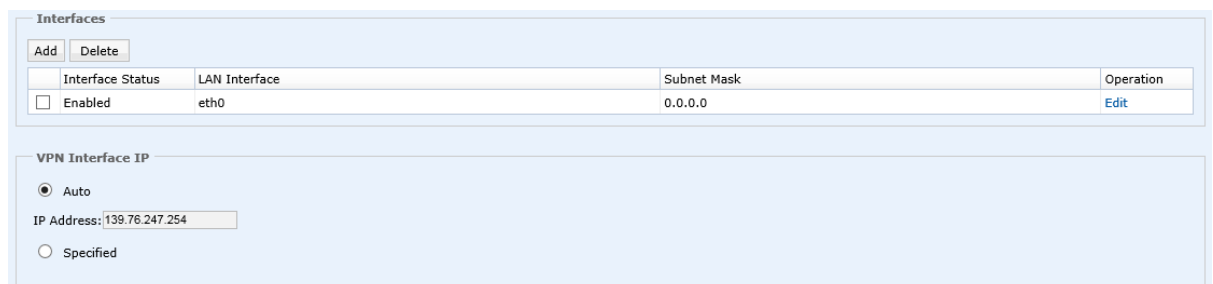 Interfaces
Add Delete
Interface Status LAN Interface Subnet Mask Operation
Enabled eth0 0.0.0.0 Edit
VPN Interface IP
Auto
IP Address: 139.76.247.254
Specified